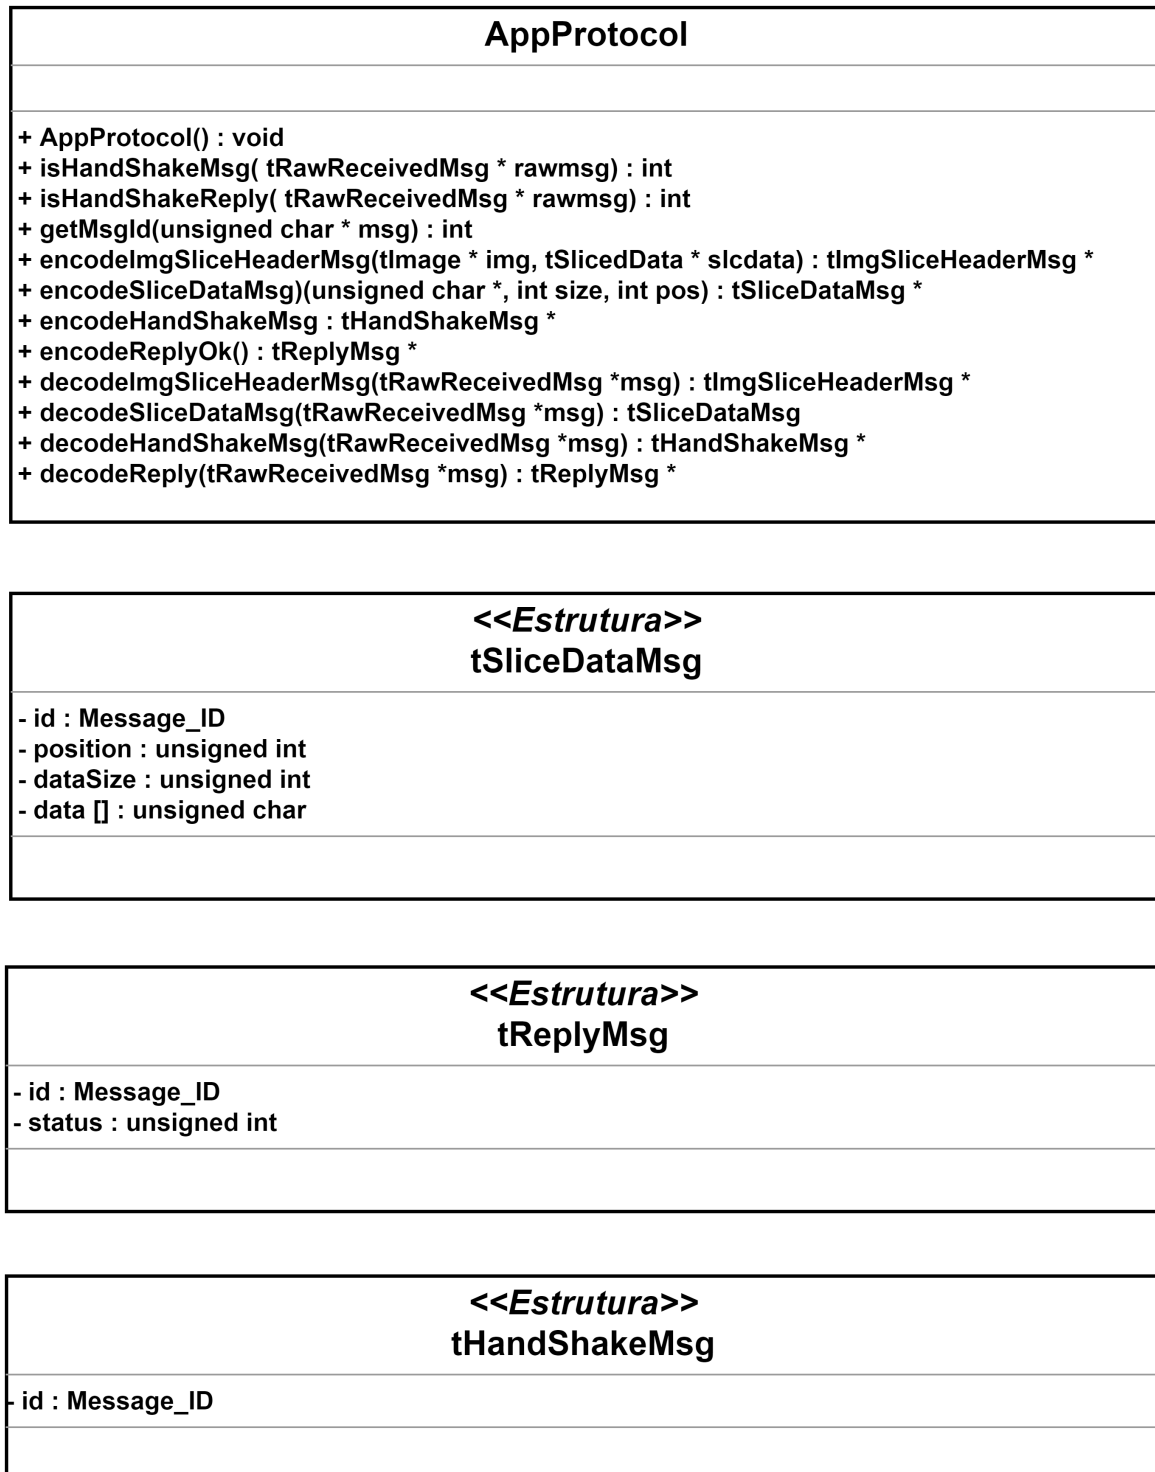 AppProtocol
+ AppProtocol() : void
+ isHandShakeMsg( tRawReceivedMsg * rawmsg) : int
+ isHandShakeReply( tRawReceivedMsg * rawmsg) : int
+ getMsgId(unsigned char * msg) : int
+ encodeImgSliceHeaderMsg(tImage * img, tSlicedData * slcdata) : tImgSliceHeaderMsg *
+ encodeSliceDataMsg)(unsigned char *, int size, int pos) : tSliceDataMsg *
+ encodeHandShakeMsg : tHandShakeMsg *
+ encodeReplyOk() : tReplyMsg *
+ decodeImgSliceHeaderMsg(tRawReceivedMsg *msg) : tImgSliceHeaderMsg *
+ decodeSliceDataMsg(tRawReceivedMsg *msg) : tSliceDataMsg
+ decodeHandShakeMsg(tRawReceivedMsg *msg) : tHandShakeMsg *
+ decodeReply(tRawReceivedMsg *msg) : tReplyMsg *
<<Estrutura>>
tSliceDataMsg
- id : Message_ID
- position : unsigned int
- dataSize : unsigned int
- data [] : unsigned char
<<Estrutura>>
tReplyMsg
- id : Message_ID
- status : unsigned int
<<Estrutura>>
tHandShakeMsg
- id : Message_ID